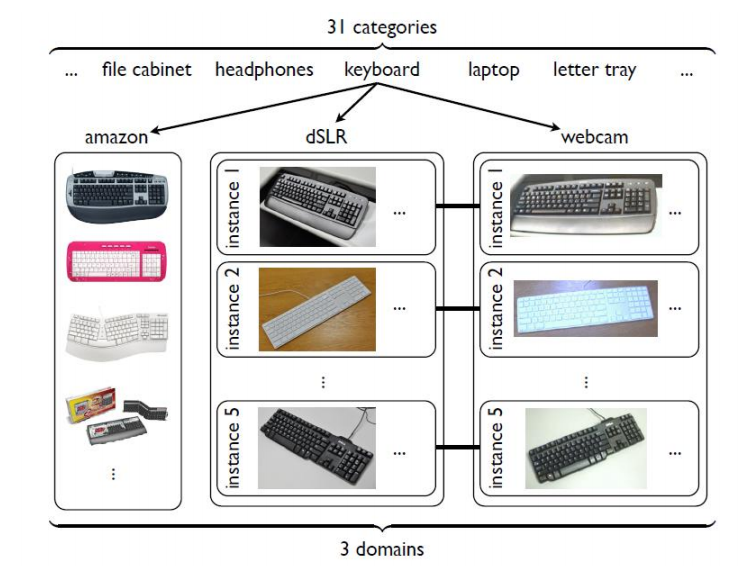 31 categories
... file cabinet headphones keyboard laptop letter tray ...
amazon dSLR webcam
instance 1 ... instance 1 ...
instance 2 ... instance 2 ...
⋮ ⋮
instance 5 ... instance 5 ...
⋮
3 domains